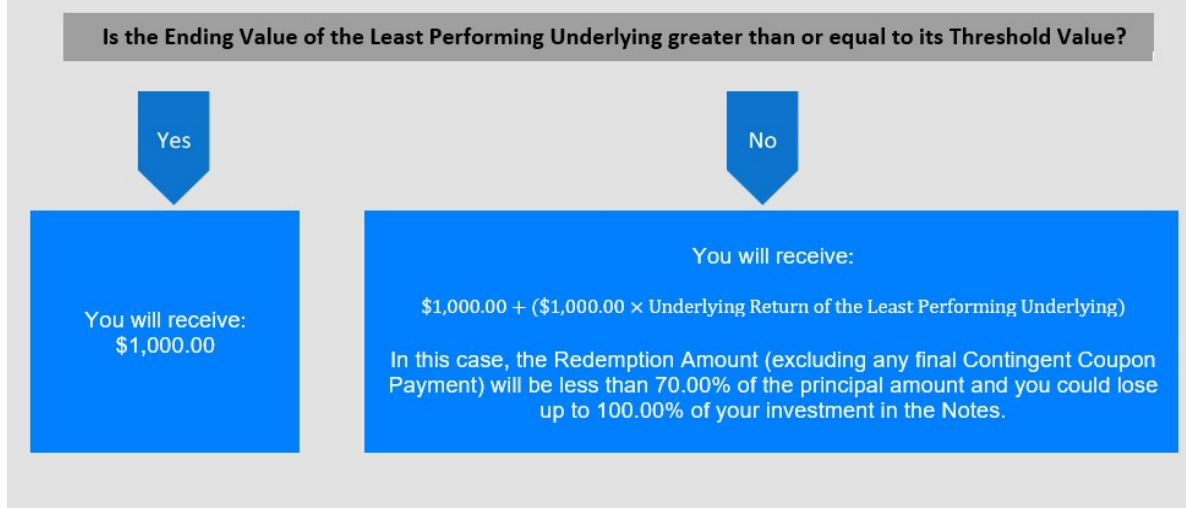 Is the Ending Value of the Least Performing Underlying greater than or equal to its Threshold Value?
Yes
No
You will receive:
$1,000.00
You will receive:
$1,000.00 + ($1,000.00 × Underlying Return of the Least Performing Underlying)
In this case, the Redemption Amount (excluding any final Contingent Coupon
Payment) will be less than 70.00% of the principal amount and you could lose
up to 100.00% of your investment in the Notes.